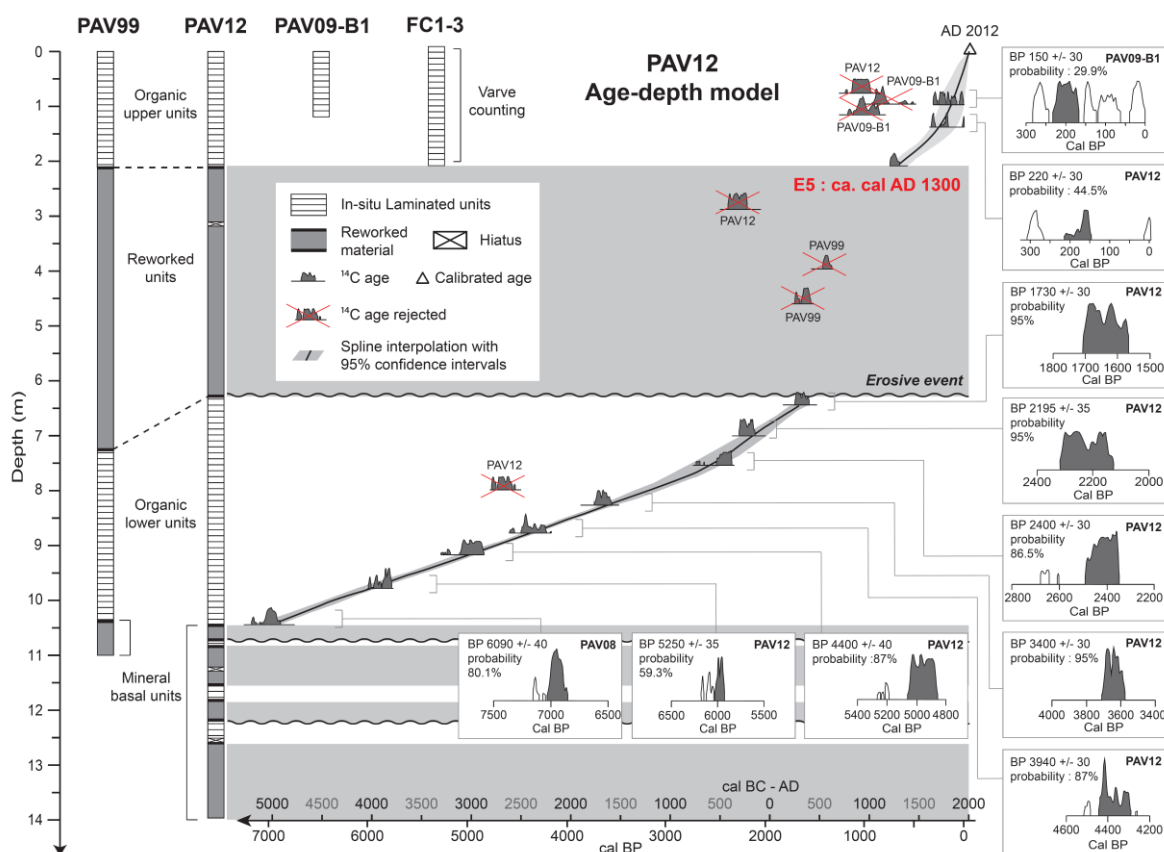 PAV99
PAV12
PAV09-B1
FC1-3
PAV12
Age-depth model
AD 2012
Depth (m)
0
1
2
3
4
5
6
7
8
9
10
11
12
13
14
Organic
upper units
Reworked
units
Organic
lower units
Mineral
basal units
Varve
counting
In-situ Laminated units
Reworked
material
Hiatus
¹⁴C age
Calibrated age
¹⁴C age rejected
Spline interpolation with
95% confidence intervals
PAV12
PAV09-B1
PAV09-B1
E5 : ca. cal AD 1300
PAV12
PAV99
PAV99
Erosive event
PAV12
BP 150 +/- 30 PAV09-B1
probability : 29.9%
300 200 100 0
Cal BP
BP 220 +/- 30 PAV12
probability : 44.5%
300 200 100 0
Cal BP
BP 1730 +/- 30 PAV12
probability
95%
1800 1700 1600 1500
Cal BP
BP 2195 +/- 35 PAV12
probability
95%
2400 2200 2000
Cal BP
BP 2400 +/- 30 PAV12
probability
86.5%
2800 2600 2400 2200
Cal BP
BP 3400 +/- 30 PAV12
probability : 95%
4000 3800 3600 3400
Cal BP
BP 3940 +/- 30 PAV12
probability : 87%
4600 4400 4200
Cal BP
BP 6090 +/- 40 PAV08
probability
80.1%
7500 7000 6500
Cal BP
BP 5250 +/- 35 PAV12
probability
59.3%
6500 6000 5500
Cal BP
BP 4400 +/- 40 PAV12
probability :87%
5400 5200 5000 4800
Cal BP
cal BC - AD
5000 4500 4000 3500 3000 2500 2000 1500 1000 500 0 500 1000 1500 2000
7000 6000 5000 4000 3000 2000 1000 0
cal BP